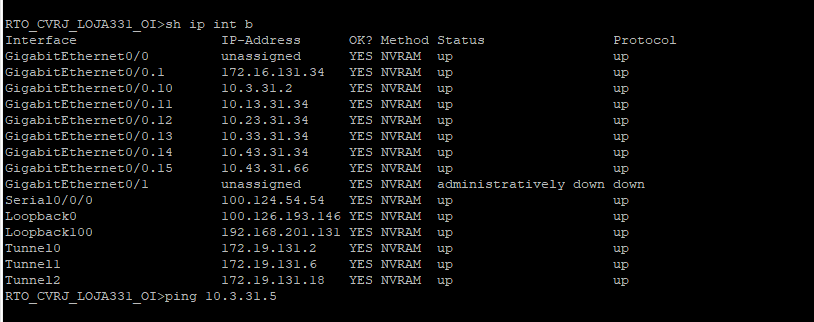 RTO_CVRJ_LOJA331_OI>sh ip int b
Interface IP-Address OK? Method Status Protocol
GigabitEthernet0/0 unassigned YES NVRAM up up
GigabitEthernet0/0.1 172.16.131.34 YES NVRAM up up
GigabitEthernet0/0.10 10.3.31.2 YES NVRAM up up
GigabitEthernet0/0.11 10.13.31.34 YES NVRAM up up
GigabitEthernet0/0.12 10.23.31.34 YES NVRAM up up
GigabitEthernet0/0.13 10.33.31.34 YES NVRAM up up
GigabitEthernet0/0.14 10.43.31.34 YES NVRAM up up
GigabitEthernet0/0.15 10.43.31.66 YES NVRAM up up
GigabitEthernet0/1 unassigned YES NVRAM administratively down down
Serial0/0/0 100.124.54.54 YES NVRAM up up
Loopback0 100.126.193.146 YES NVRAM up up
Loopback100 192.168.201.131 YES NVRAM up up
Tunnel0 172.19.131.2 YES NVRAM up up
Tunnel1 172.19.131.6 YES NVRAM up up
Tunnel2 172.19.131.18 YES NVRAM up up
RTO_CVRJ_LOJA331_OI>ping 10.3.31.5